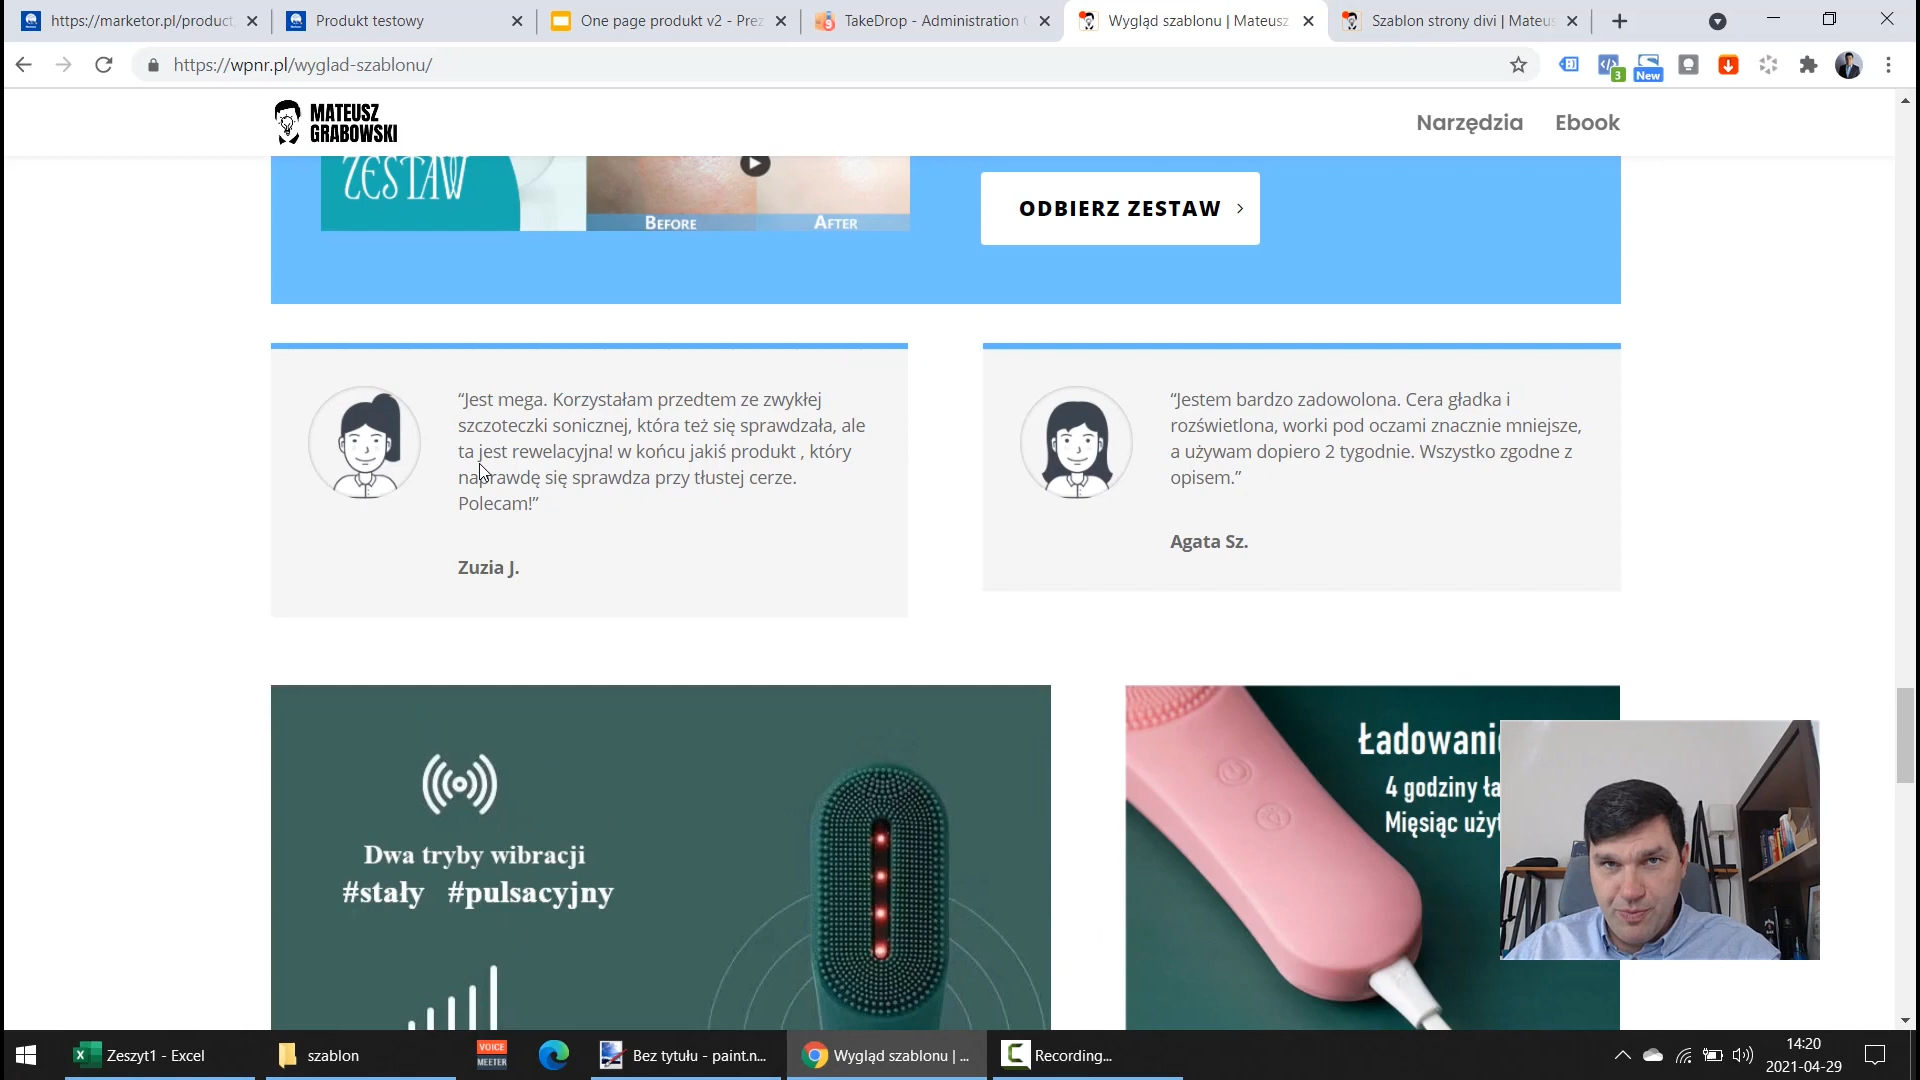 https://marketor.pl/product
Produkt testowy
One page produkt v2 - Prez
TakeDrop - Administration
Wygląd szablonu | Mateusz
Szablon strony divi | Mateus
https://wpnr.pl/wyglad-szablonu/
3
New
MATEUSZ
GRABOWSKI
Narzędzia
Ebook
ZESTAW
BEFORE
AFTER
ODBIERZ ZESTAW
“Jest mega. Korzystałam przedtem ze zwykłej
szczoteczki sonicznej, która też się sprawdzała, ale
ta jest rewelacyjna! w końcu jakiś produkt , który
naprawdę się sprawdza przy tłustej cerze.
Polecam!”
Zuzia J.
“Jestem bardzo zadowolona. Cera gładka i
rozświetlona, worki pod oczami znacznie mniejsze,
a używam dopiero 2 tygodnie. Wszystko zgodne z
opisem.”
Agata Sz.
Dwa tryby wibracji
#stały #pulsacyjny
Ładowani
4 godziny ła
Miesiąc użyt
Zeszyt1 - Excel
szablon
VOICE
MEETER
Bez tytułu - paint.n...
Wygląd szablonu | ...
Recording...
14:20
2021-04-29